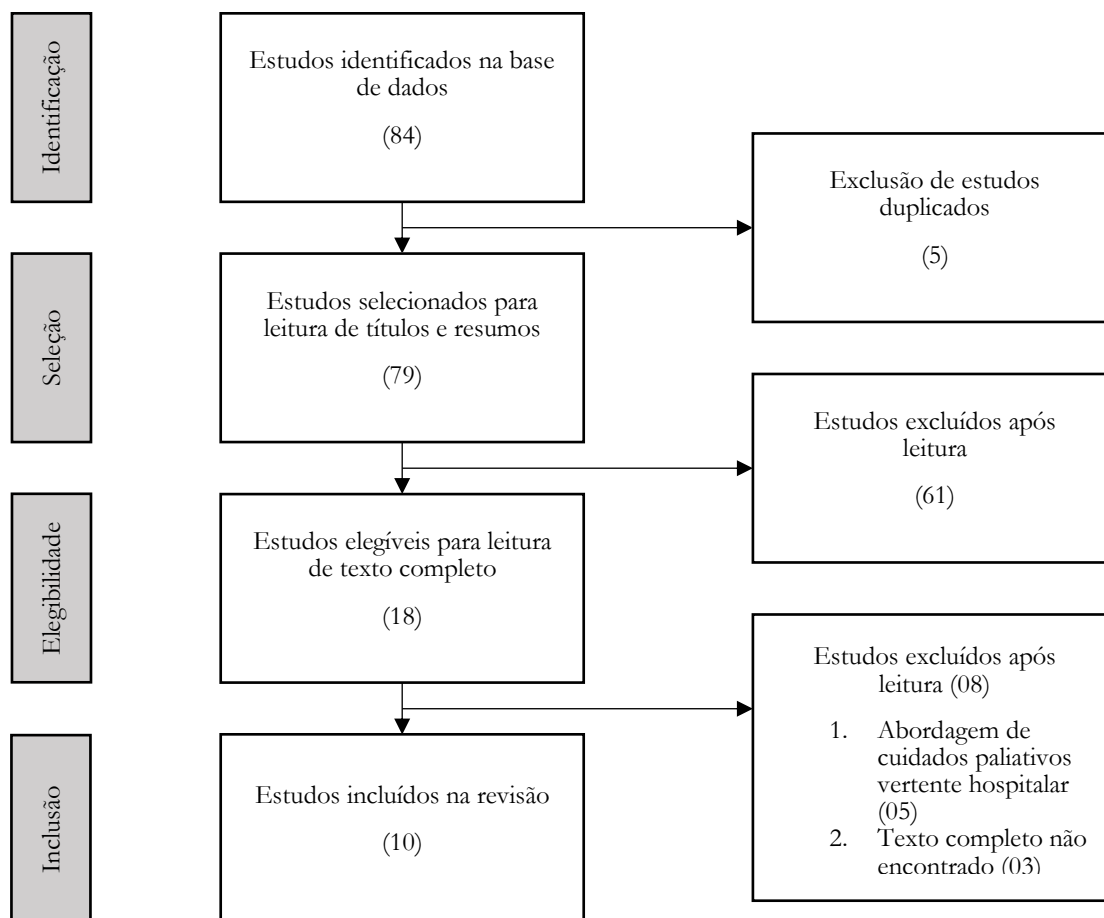 Identificação
Estudos identificados na base
de dados
(84)
Exclusão de estudos
duplicados
(5)
Seleção
Estudos selecionados para
leitura de títulos e resumos
(79)
Estudos excluídos após
leitura
(61)
Elegibilidade
Estudos elegíveis para leitura
de texto completo
(18)
Estudos excluídos após
leitura (08)
1. Abordagem de
cuidados paliativos
vertente hospitalar
(05)
2. Texto completo não
encontrado (03)
Inclusão
Estudos incluídos na revisão
(10)